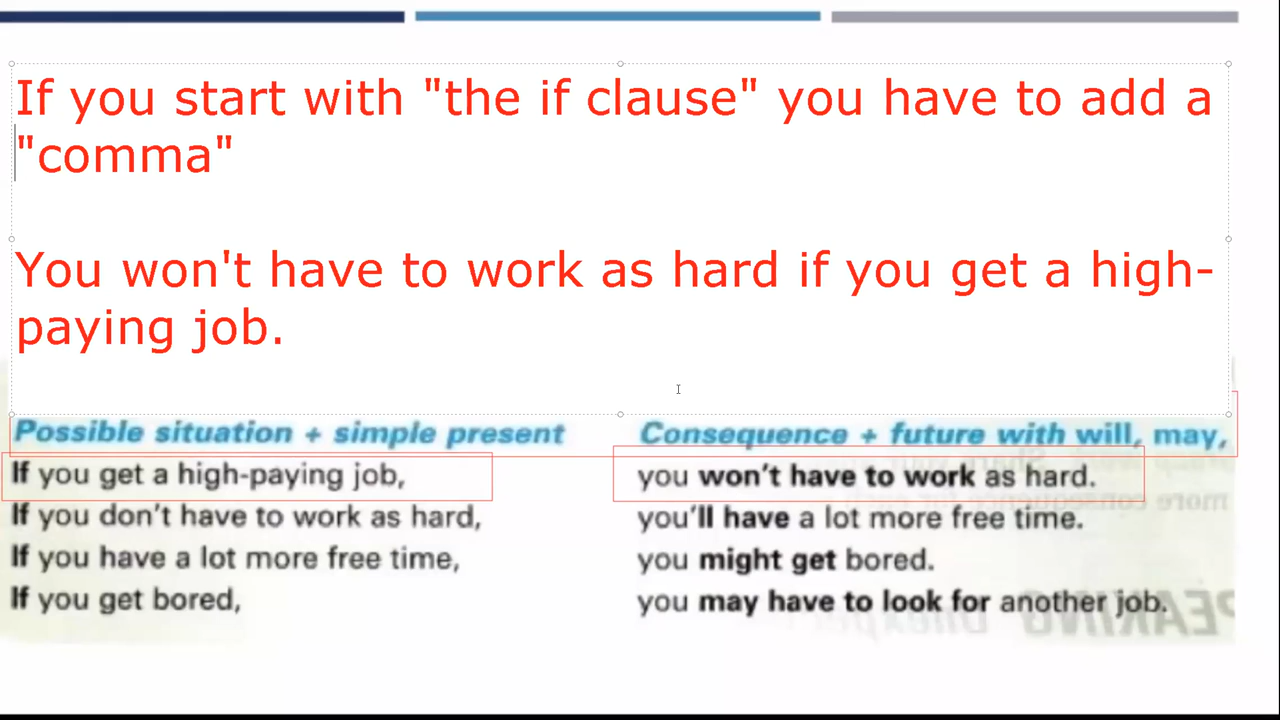 If you start with "the if clause" you have to add a
"comma"
You won't have to work as hard if you get a high-
paying job.
Possible situation + simple present
Consequence + future with will, may,
If you get a high-paying job,
you won't have to work as hard.
If you don't have to work as hard,
you'll have a lot more free time.
If you have a lot more free time,
you might get bored.
If you get bored,
you may have to look for another job.